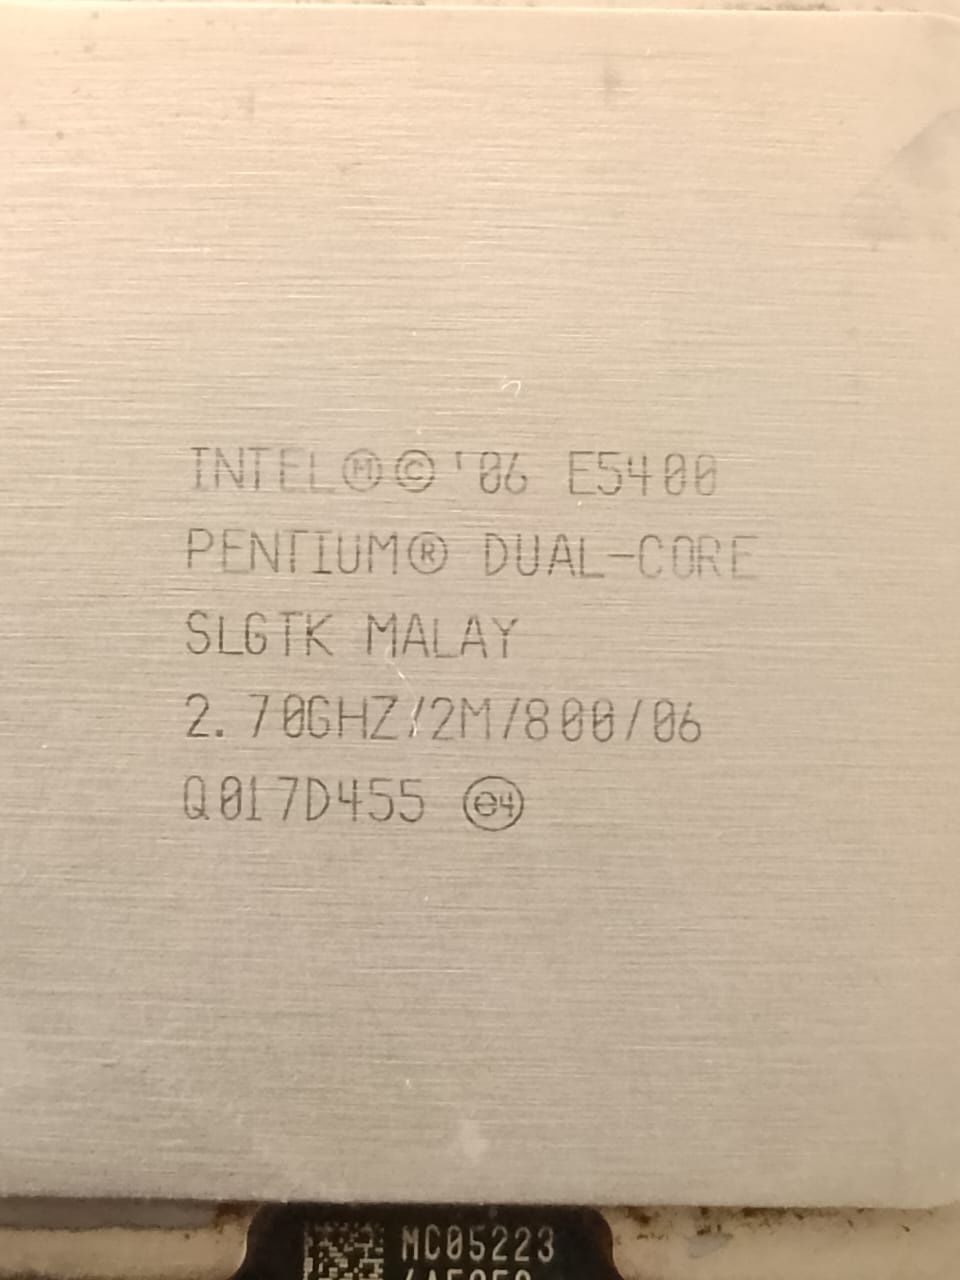 INTEL Ⓜ © '06 E5400
PENTIUM® DUAL-CORE
SLGTK MALAY
2.70GHZ/2M/800/06
Q017D455 e4
MC05223